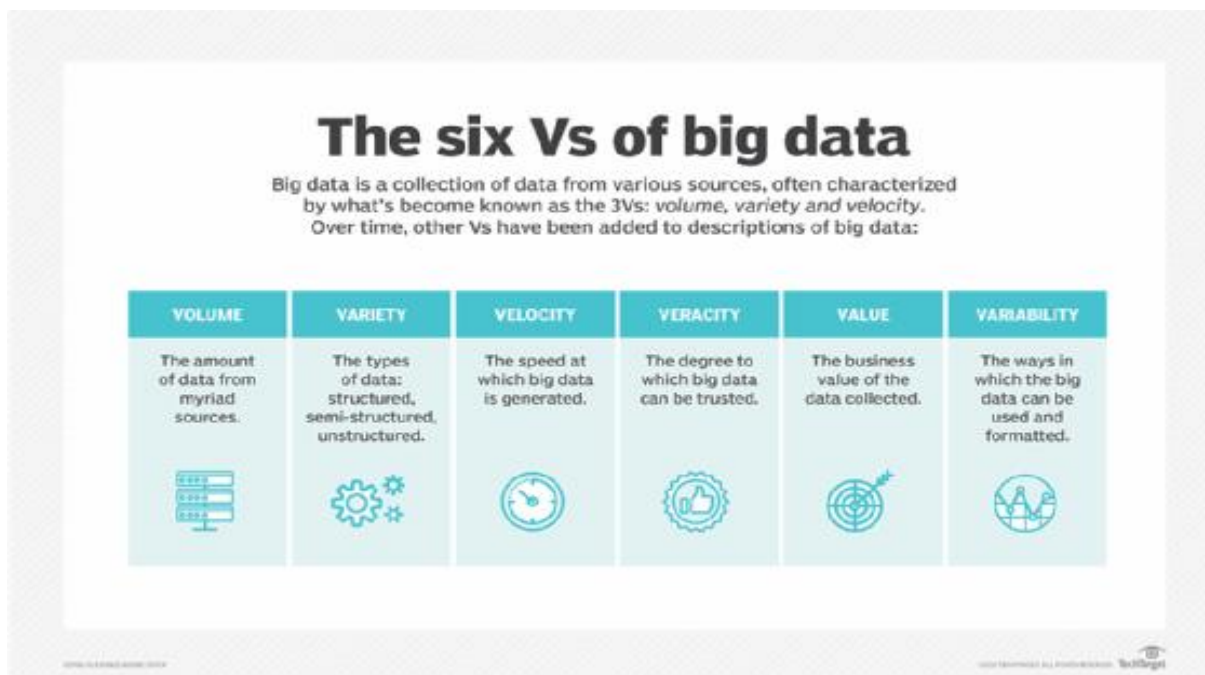 The six Vs of big data
Big data is a collection of data from various sources, often characterized
by what's become known as the 3Vs: volume, variety and velocity.
Over time, other Vs have been added to descriptions of big data:
VOLUME
The amount
of data from
myriad
sources.
VARIETY
The types
of data:
structured,
semi-structured,
unstructured.
VELOCITY
The speed at
which big data
is generated.
VERACITY
The degree to
which big data
can be trusted.
VALUE
The business
value of the
data collected.
VARIABILITY
The ways in
which the big
data can be
used and
formatted.
TechTarget